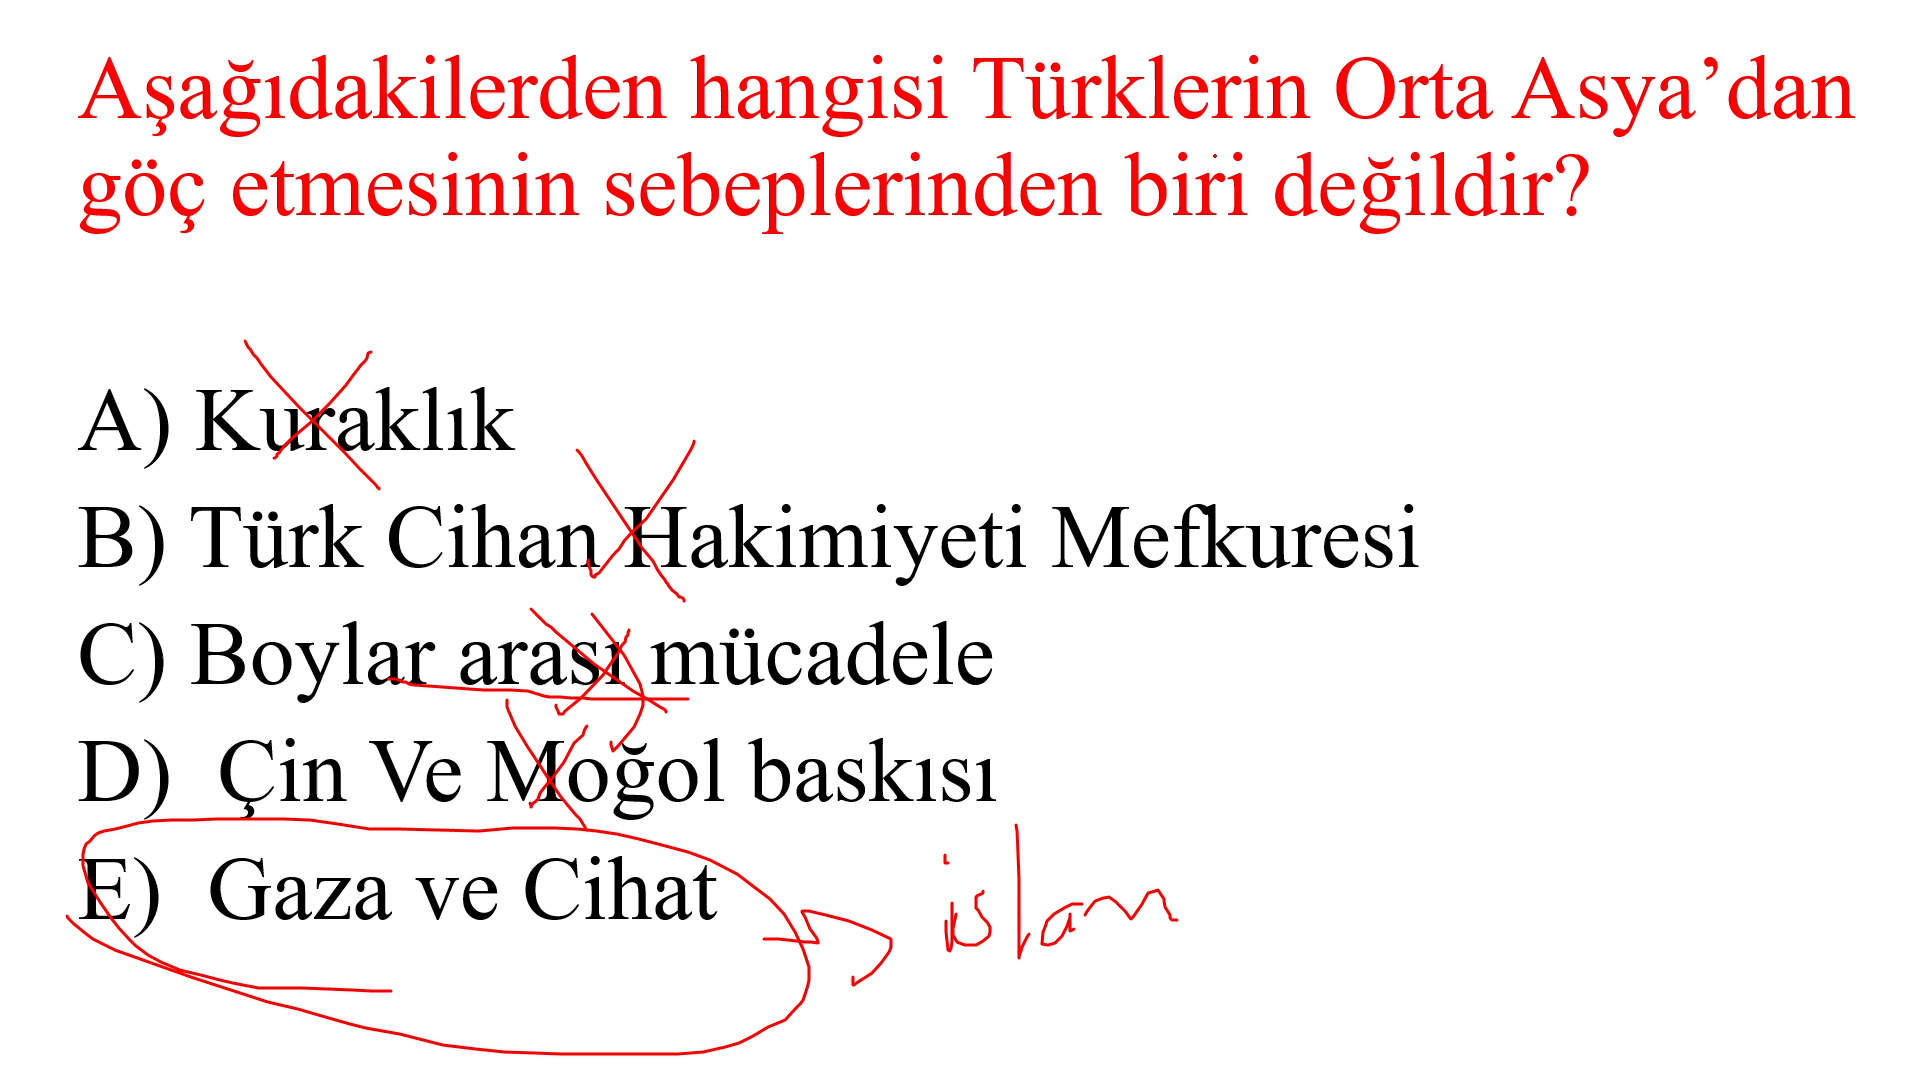 Aşağıdakilerden hangisi Türklerin Orta Asya’dan
göç etmesinin sebeplerinden biri değildir?
A) Kuraklık
B) Türk Cihan Hakimiyeti Mefkuresi
C) Boylar arası mücadele
D) Çin Ve Moğol baskısı
E) Gaza ve Cihat
islam